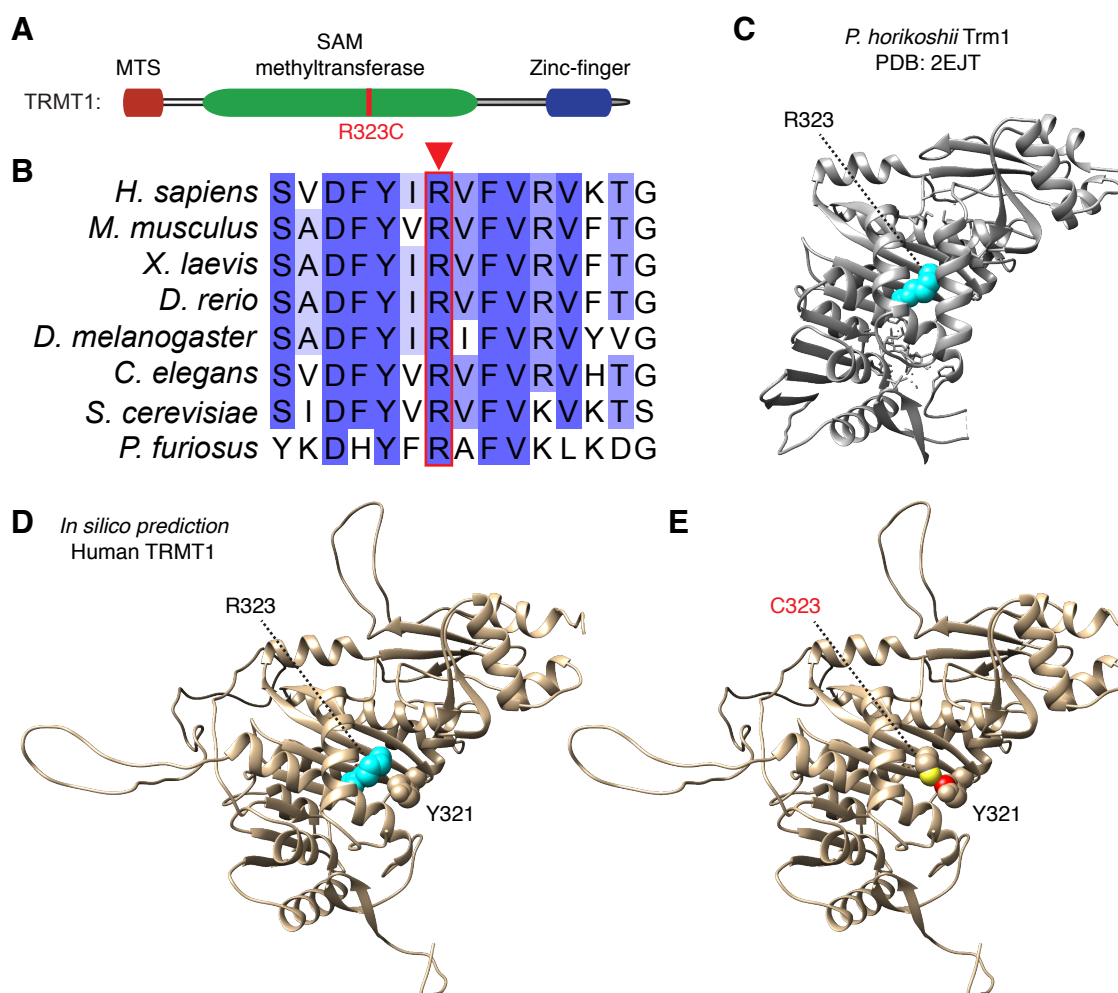 A
MTS
SAM
methyltransferase
Zinc-finger
TRMT1:
R323C
B
H. sapiens S V D F Y I R V F V R V K T G
M. musculus S A D F Y V R V F V R V F T G
X. laevis S A D F Y I R V F V R V F T G
D. rerio S A D F Y I R V F V R V F T G
D. melanogaster S A D F Y I R I F V R V Y V G
C. elegans S V D F Y V R V F V R V H T G
S. cerevisiae S I D F Y V R V F V K V K T S
P. furiosus Y K D H Y F R A F V K L K D G
C
P. horikoshii Trm1
PDB: 2EJT
R323
D
In silico prediction
Human TRMT1
R323
Y321
E
C323
Y321